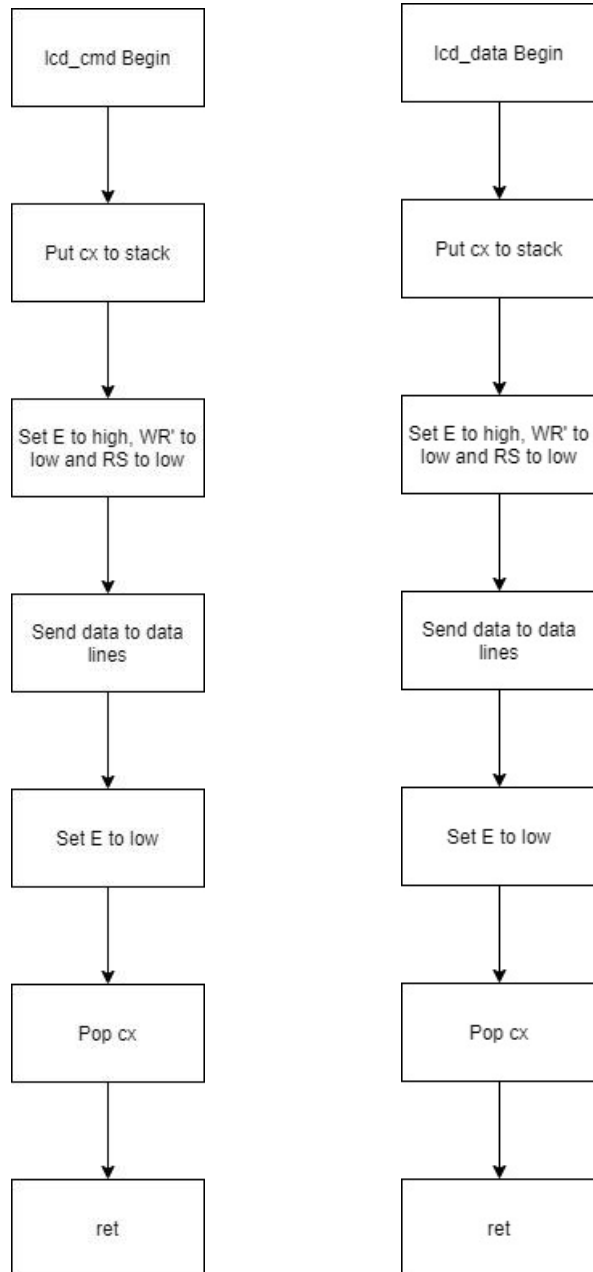 lcd_cmd Begin
Put cx to stack
Set E to high, WR' to
low and RS to low
Send data to data
lines
Set E to low
Pop cx
ret
lcd_data Begin
Put cx to stack
Set E to high, WR' to
low and RS to low
Send data to data
lines
Set E to low
Pop cx
ret